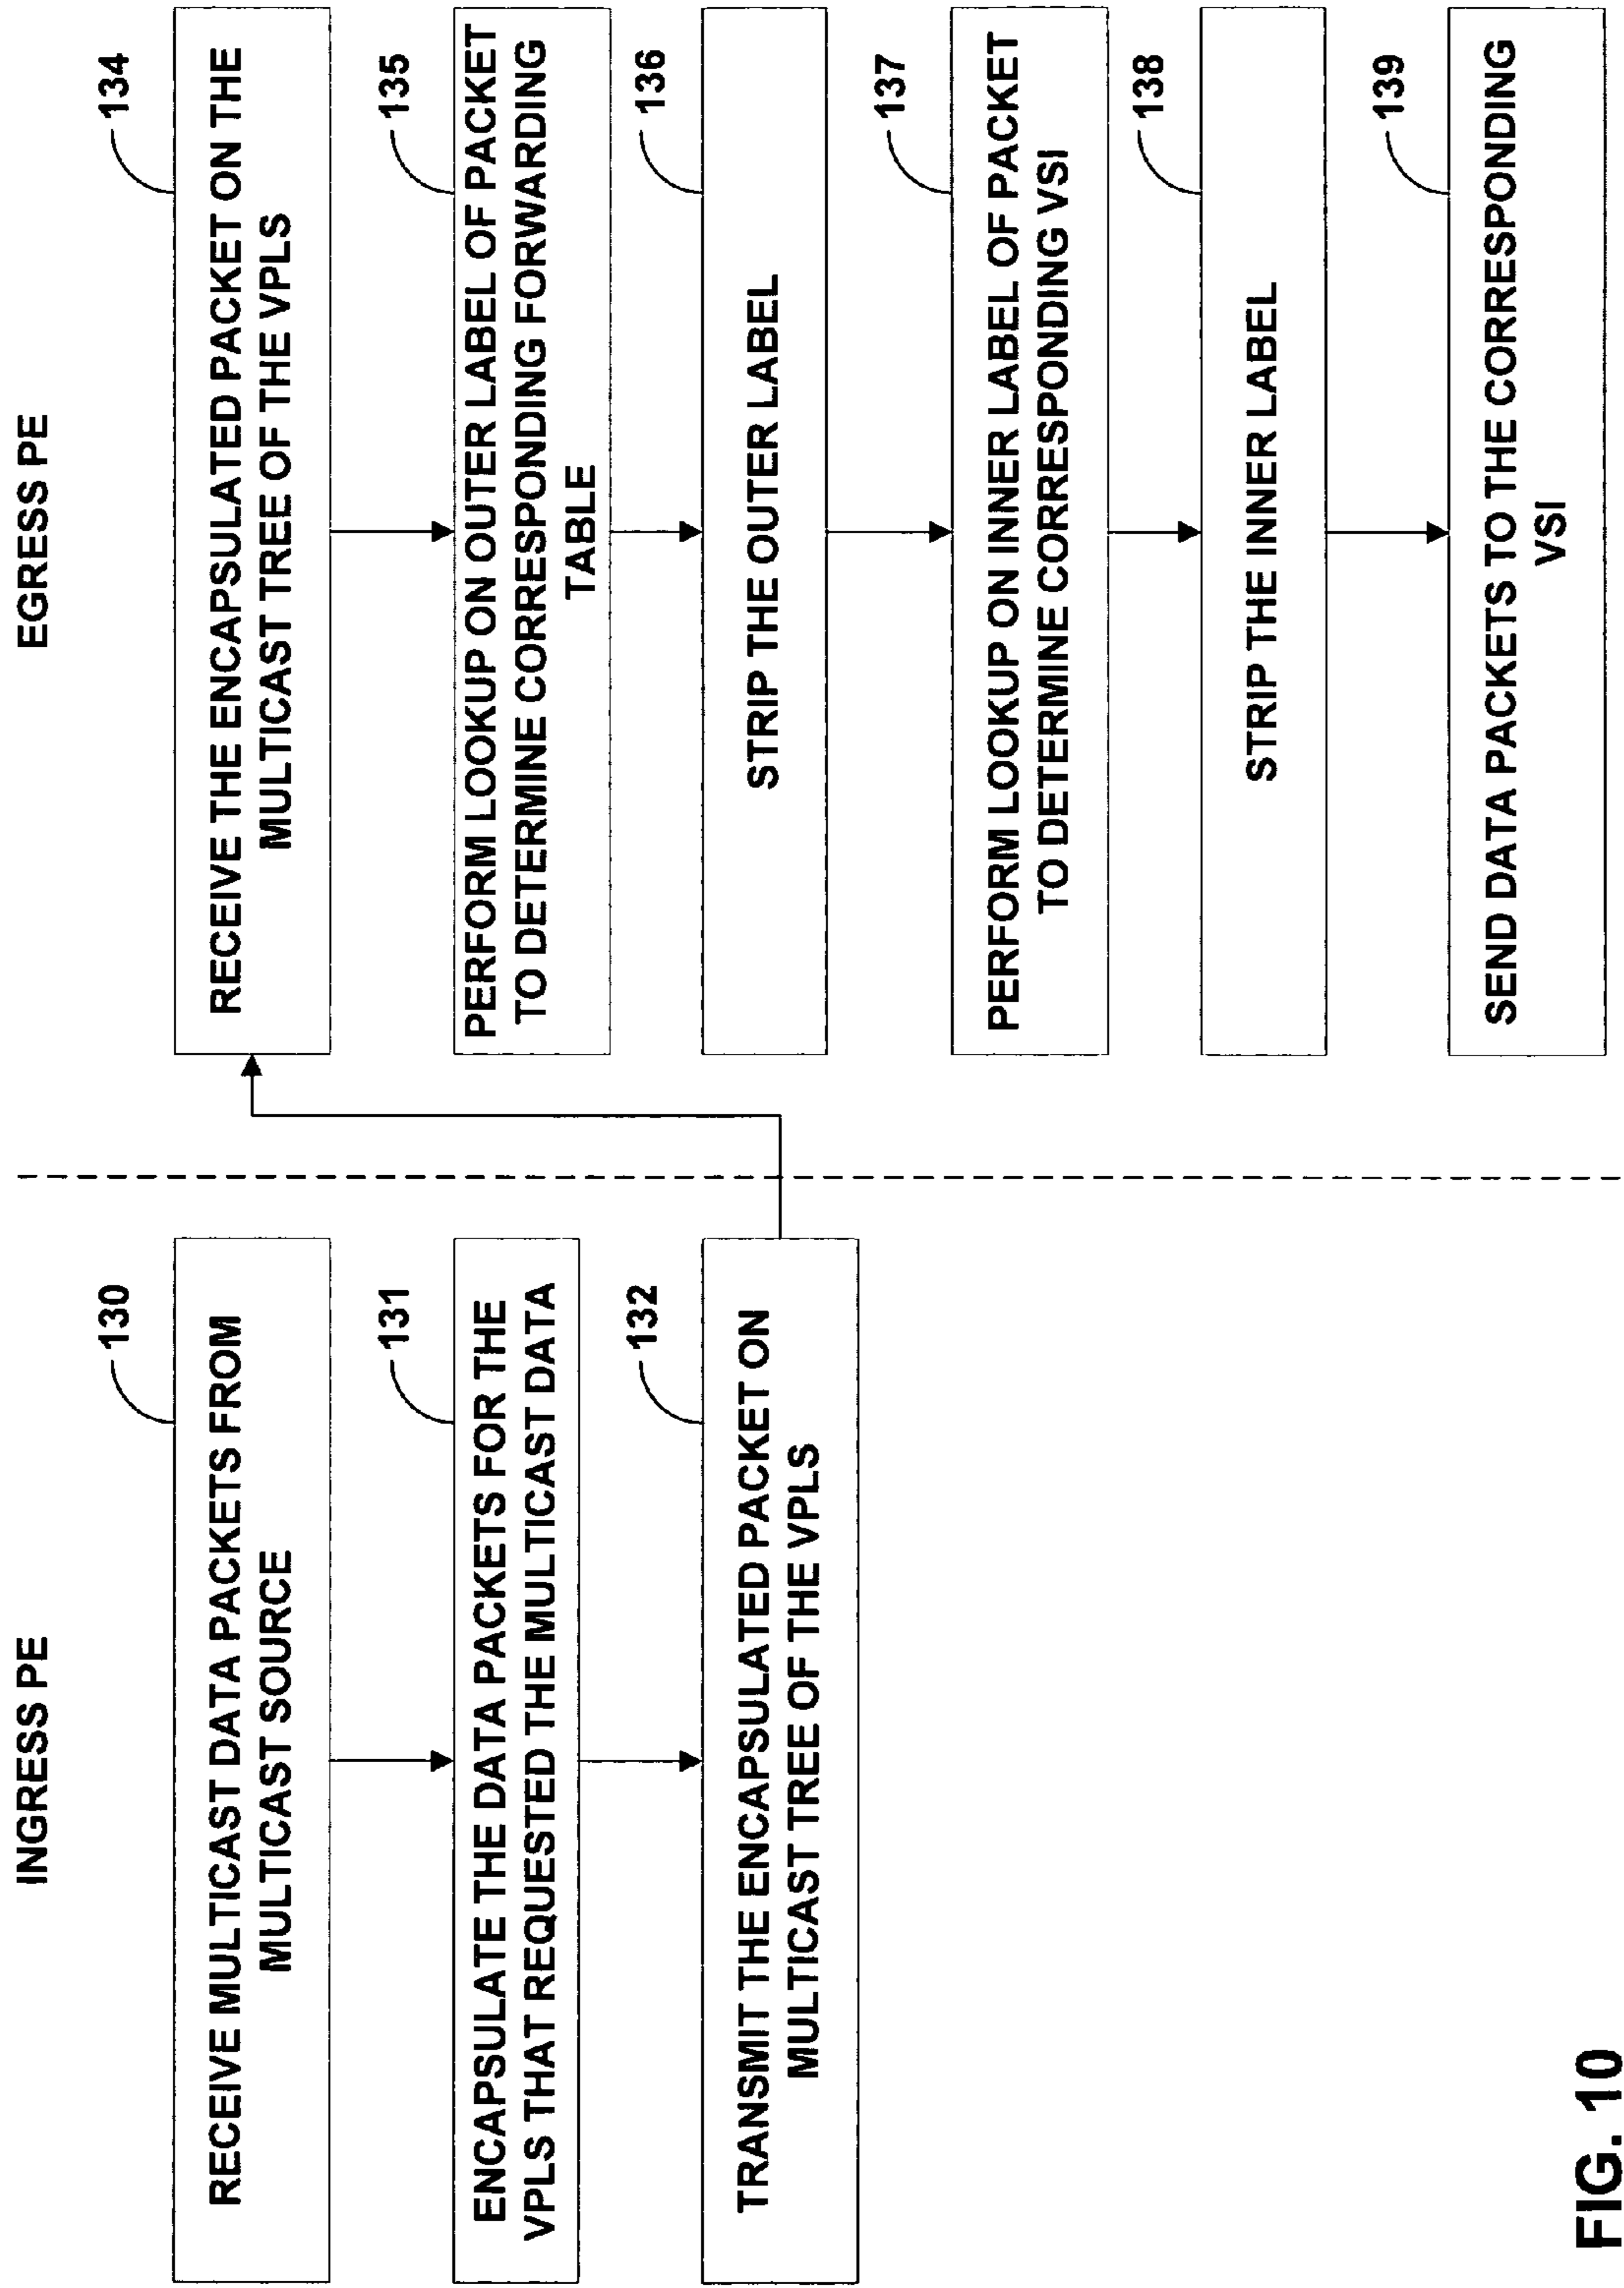 INGRESS PE
130
RECEIVE MULTICAST DATA PACKETS FROM
MULTICAST SOURCE
131
ENCAPSULATE THE DATA PACKETS FOR THE
VPLS THAT REQUESTED THE MULTICAST DATA
132
TRANSMIT THE ENCAPSULATED PACKET ON
MULTICAST TREE OF THE VPLS
EGRESS PE
134
RECEIVE THE ENCAPSULATED PACKET ON THE
MULTICAST TREE OF THE VPLS
135
PERFORM LOOKUP ON OUTER LABEL OF PACKET
TO DETERMINE CORRESPONDING FORWARDING
TABLE
136
STRIP THE OUTER LABEL
137
PERFORM LOOKUP ON INNER LABEL OF PACKET
TO DETERMINE CORRESPONDING VSI
138
STRIP THE INNER LABEL
139
SEND DATA PACKETS TO THE CORRESPONDING
VSI
FIG. 10